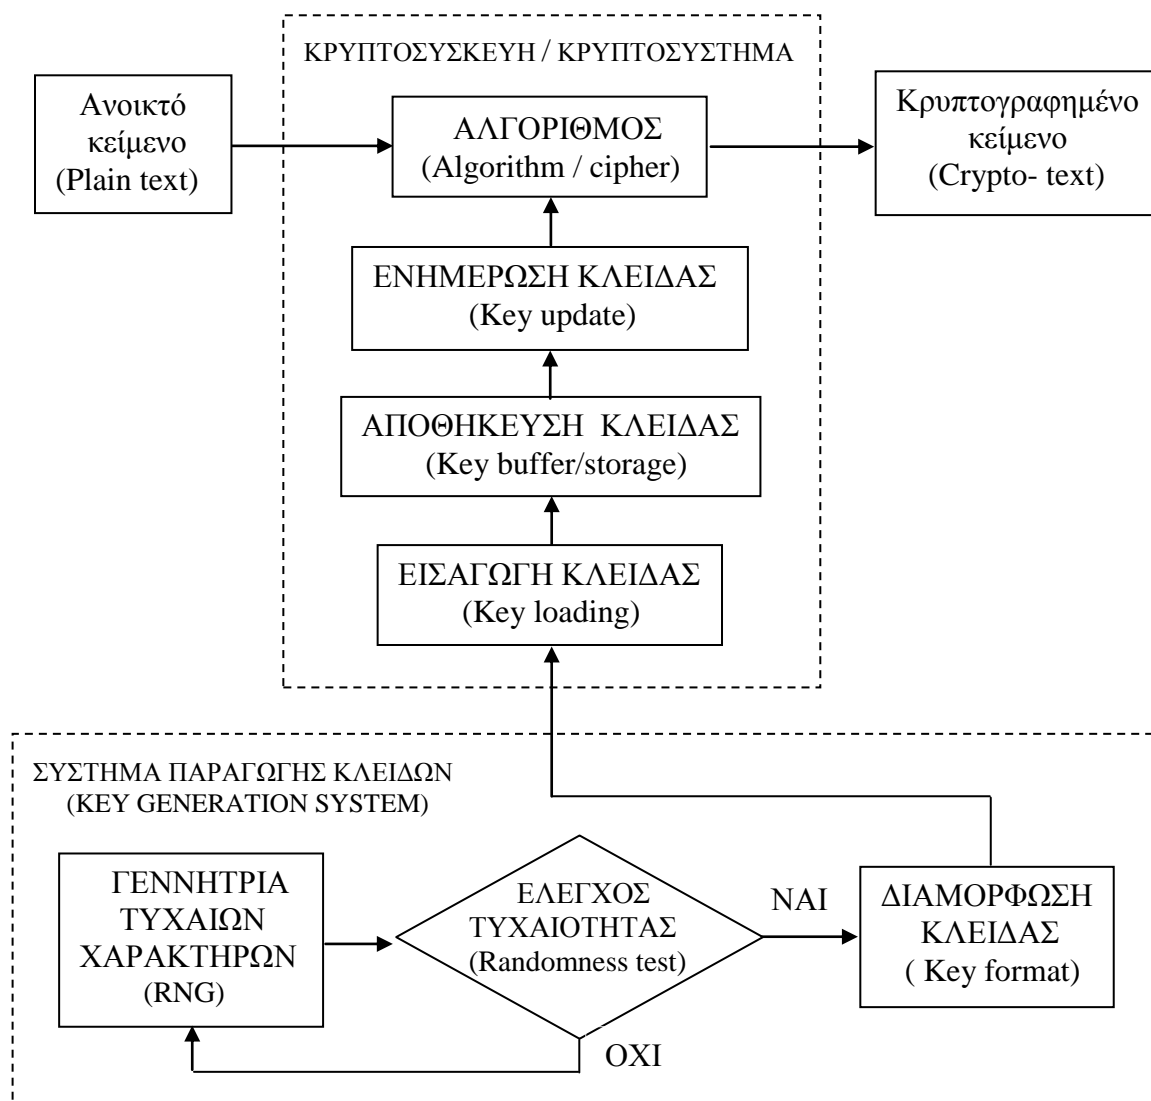 ΚΡΥΠΤΟΣΥΣΚΕΥΗ / ΚΡΥΠΤΟΣΥΣΤΗΜΑ
Ανοικτό
κείμενο
(Plain text)
ΑΛΓΟΡΙΘΜΟΣ
(Algorithm / cipher)
Κρυπτογραφημένο
κείμενο
(Crypto- text)
ΕΝΗΜΕΡΩΣΗ ΚΛΕΙΔΑΣ
(Key update)
ΑΠΟΘΗΚΕΥΣΗ ΚΛΕΙΔΑΣ
(Key buffer/storage)
ΕΙΣΑΓΩΓΗ ΚΛΕΙΔΑΣ
(Key loading)
ΣΥΣΤΗΜΑ ΠΑΡΑΓΩΓΗΣ ΚΛΕΙΔΩΝ
(KEY GENERATION SYSTEM)
ΓΕΝΝΗΤΡΙΑ
ΤΥΧΑΙΩΝ
ΧΑΡΑΚΤΗΡΩΝ
(RNG)
ΕΛΕΓΧΟΣ
ΤΥΧΑΙΟΤΗΤΑΣ
(Randomness test)
ΝΑΙ
ΔΙΑΜΟΡΦΩΣΗ
ΚΛΕΙΔΑΣ
( Key format)
ΟΧΙ